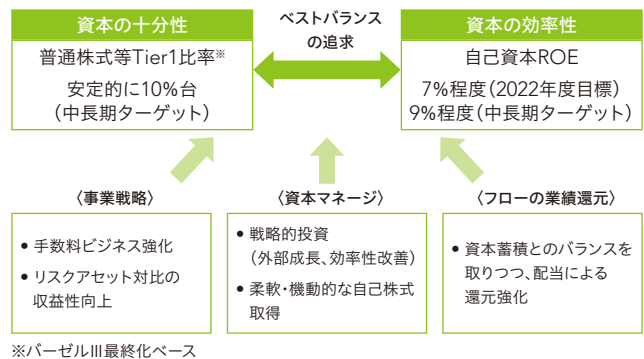 資本の十分性
普通株式等Tier1比率※
安定的に10%台
(中長期ターゲット)
ベストバランス
の追求
資本の効率性
自己資本ROE
7%程度(2022年度目標)
9%程度(中長期ターゲット)
〈事業戦略〉
● 手数料ビジネス強化
● リスクアセット対比の
収益性向上
〈資本マネージ〉
● 戦略的投資
(外部成長、効率性改善)
● 柔軟・機動的な自己株式
取得
〈フローの業績還元〉
● 資本蓄積とのバランスを
取りつつ、配当による
還元強化
※バーゼルⅢ最終化ベース